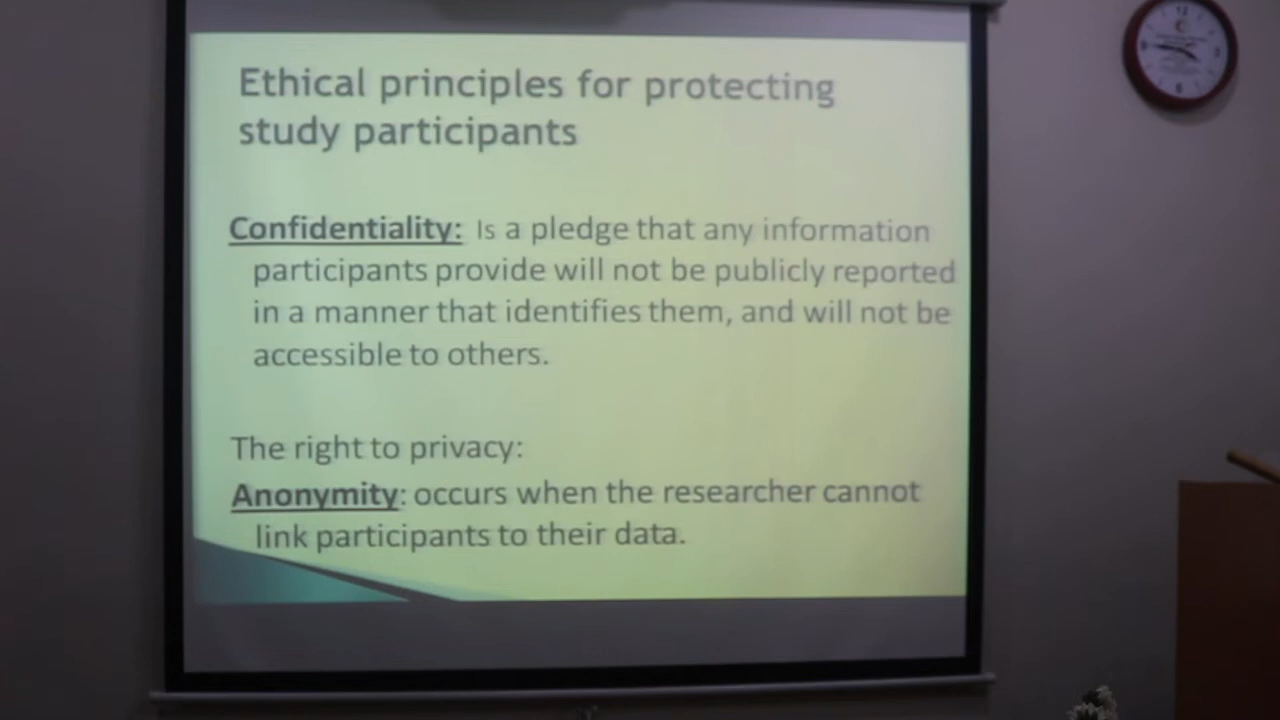 Ethical principles for protecting
study participants
Confidentiality: Is a pledge that any information
participants provide will not be publicly reported
in a manner that identifies them, and will not be
accessible to others.
The right to privacy:
Anonymity: occurs when the researcher cannot
link participants to their data.
12